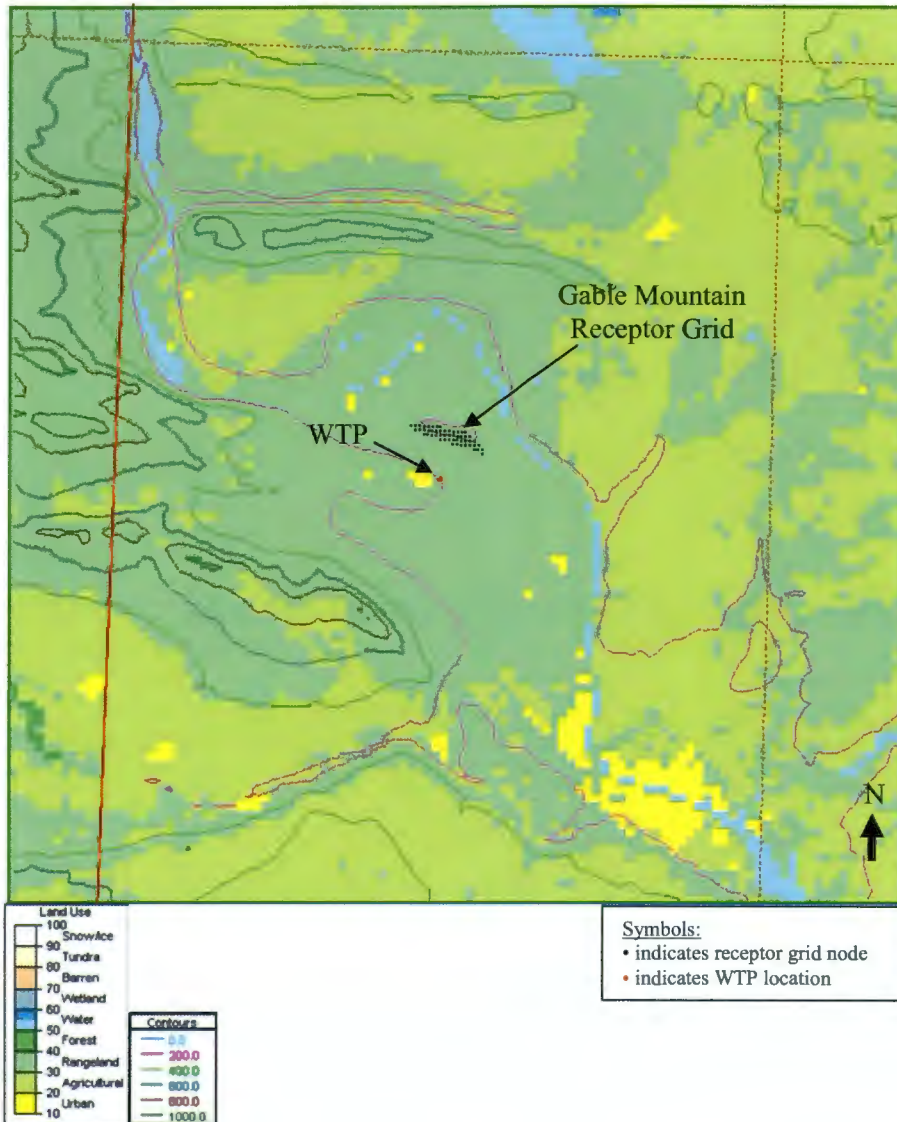 Gable Mountain
Receptor Grid
WTP
N
Land Use
100
Snow/Ice
90
Tundra
80
Barren
70
Wetland
60
Water
50
Forest
40
Rangeland
30
Agricultural
20
Urban
10
Contours
0.0
200.0
400.0
600.0
800.0
1000.0
Symbols:
• indicates receptor grid node
• indicates WTP location